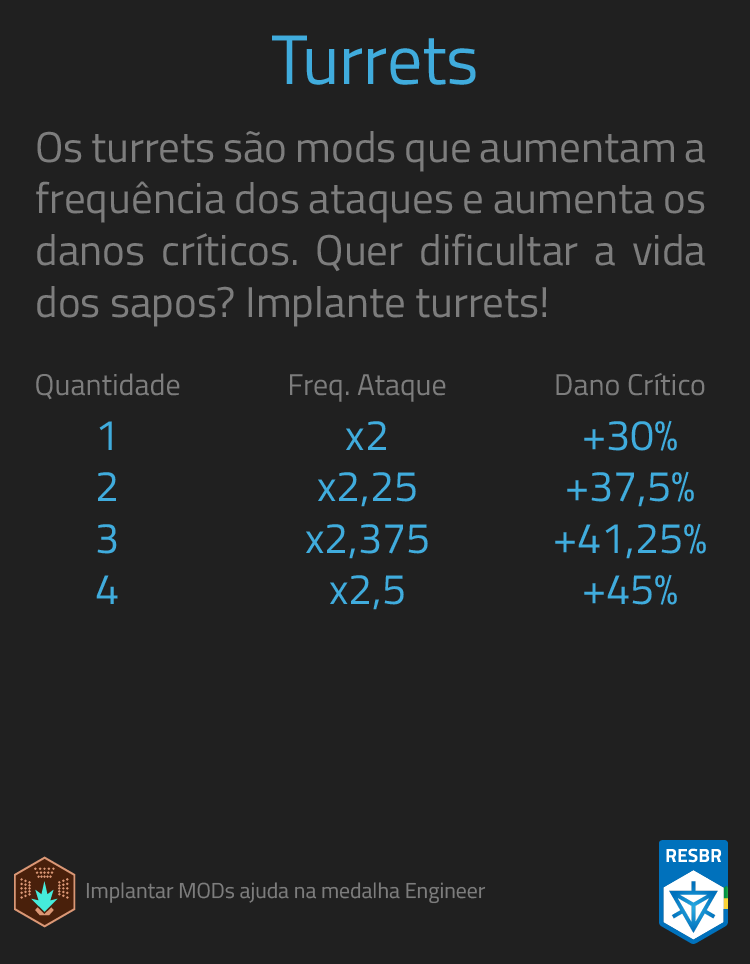 Turrets
Os turrets são mods que aumentam a
frequência dos ataques e aumenta os
danos críticos. Quer dificultar a vida
dos sapos? Implante turrets!
Quantidade Freq. Ataque Dano Crítico
1 x2 +30%
2 x2,25 +37,5%
3 x2,375 +41,25%
4 x2,5 +45%
Implantar MODs ajuda na medalha Engineer
RESBR